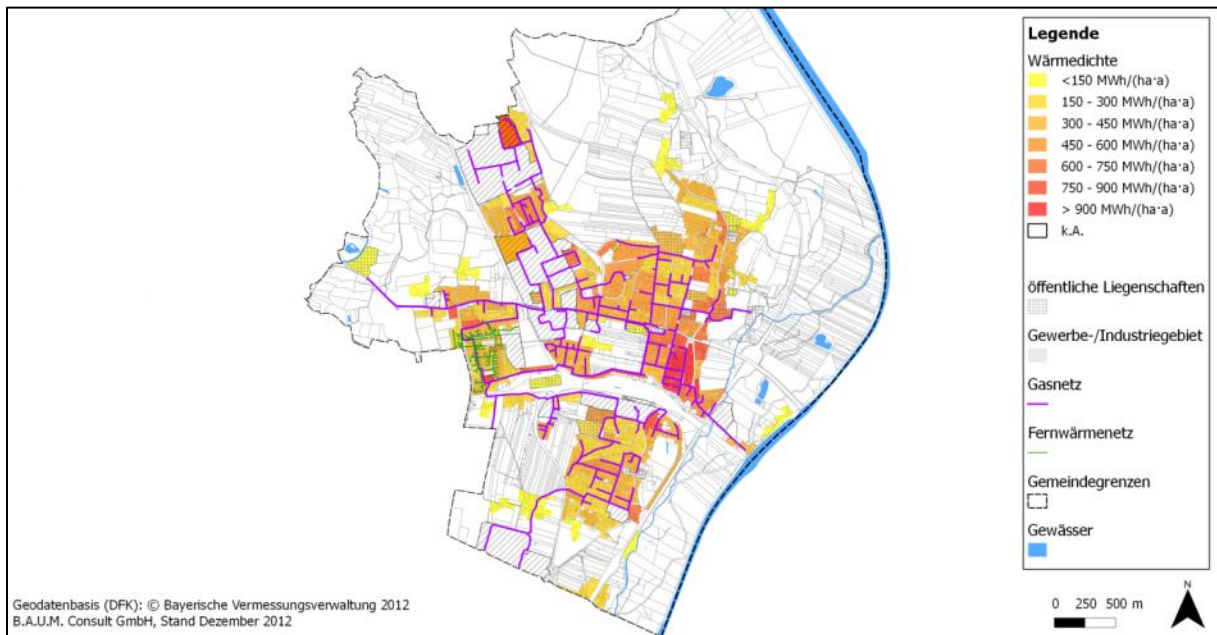 Legende
Wärmedichte
<150 MWh/(ha·a)
150 - 300 MWh/(ha·a)
300 - 450 MWh/(ha·a)
450 - 600 MWh/(ha·a)
600 - 750 MWh/(ha·a)
750 - 900 MWh/(ha·a)
> 900 MWh/(ha·a)
k.A.
öffentliche Liegenschaften
Gewerbe-/Industriegebiet
Gasnetz
Fernwärmenetz
Gemeindegrenzen
Gewässer
N
0 250 500 m
Geodatenbasis (DFK): © Bayerische Vermessungsverwaltung 2012
B.A.U.M. Consult GmbH, Stand Dezember 2012